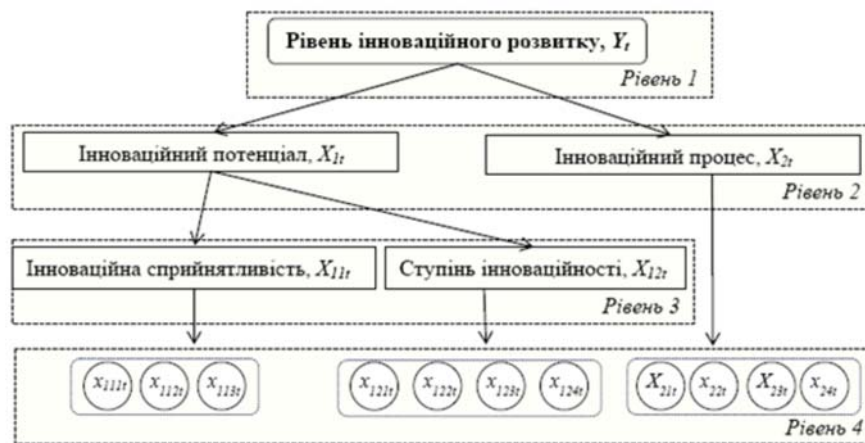 Рівень інноваційного розвитку, Yt
Рівень 1
Інноваційний потенціал, X1t
Інноваційний процес, X2t
Рівень 2
Інноваційна сприйнятливість, X11t
Ступінь інноваційності, X12t
Рівень 3
x111t x112t x113t x121t x122t x123t x124t X21t x22t X23t x24t
Рівень 4